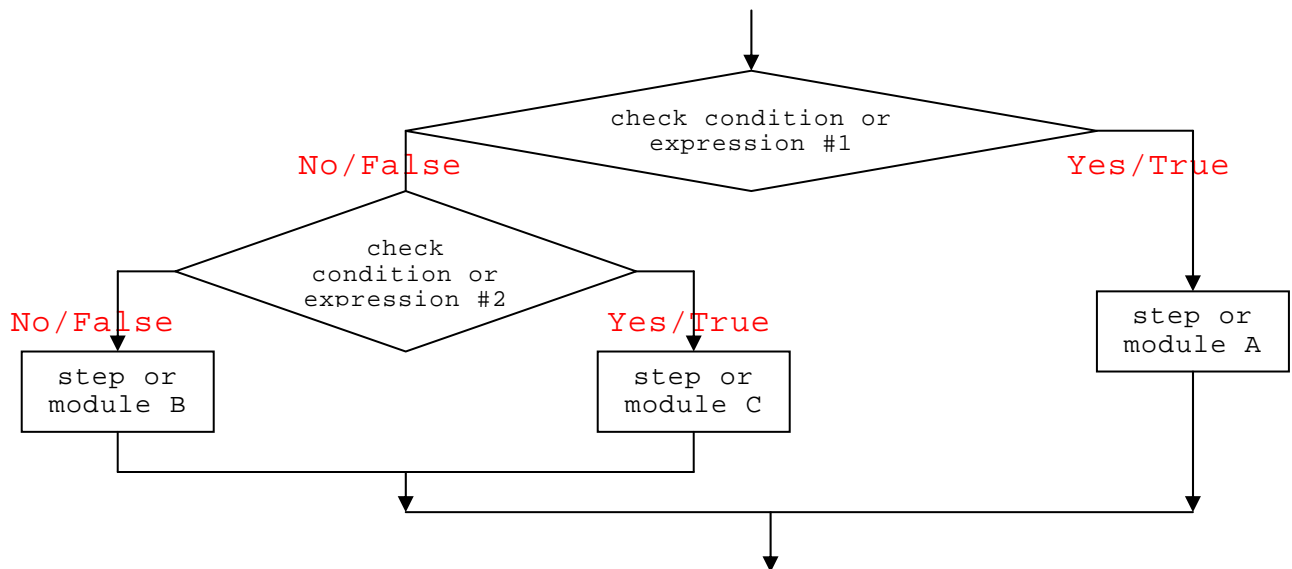 check condition or
expression #1
No/False
Yes/True
check
condition or
expression #2
No/False
Yes/True
step or
module A
step or
module B
step or
module C